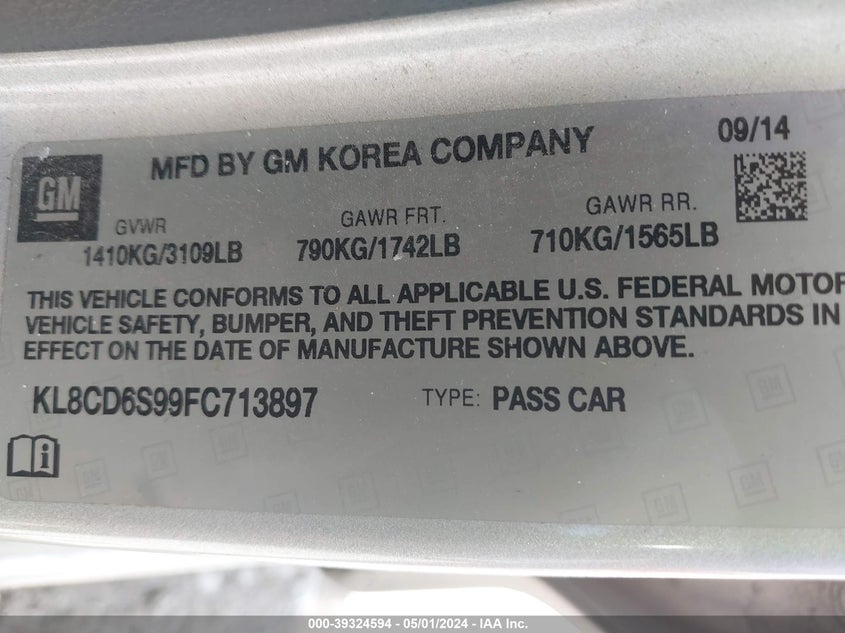 MFD BY GM KOREA COMPANY
09/14
GM
GVWR
1410KG/3109LB
GAWR FRT.
790KG/1742LB
GAWR RR.
710KG/1565LB
THIS VEHICLE CONFORMS TO ALL APPLICABLE U.S. FEDERAL MOTOR
VEHICLE SAFETY, BUMPER, AND THEFT PREVENTION STANDARDS IN
EFFECT ON THE DATE OF MANUFACTURE SHOWN ABOVE.
KL8CD6S99FC713897
TYPE: PASS CAR
000-39324594 - 05/01/2024 - IAA Inc.